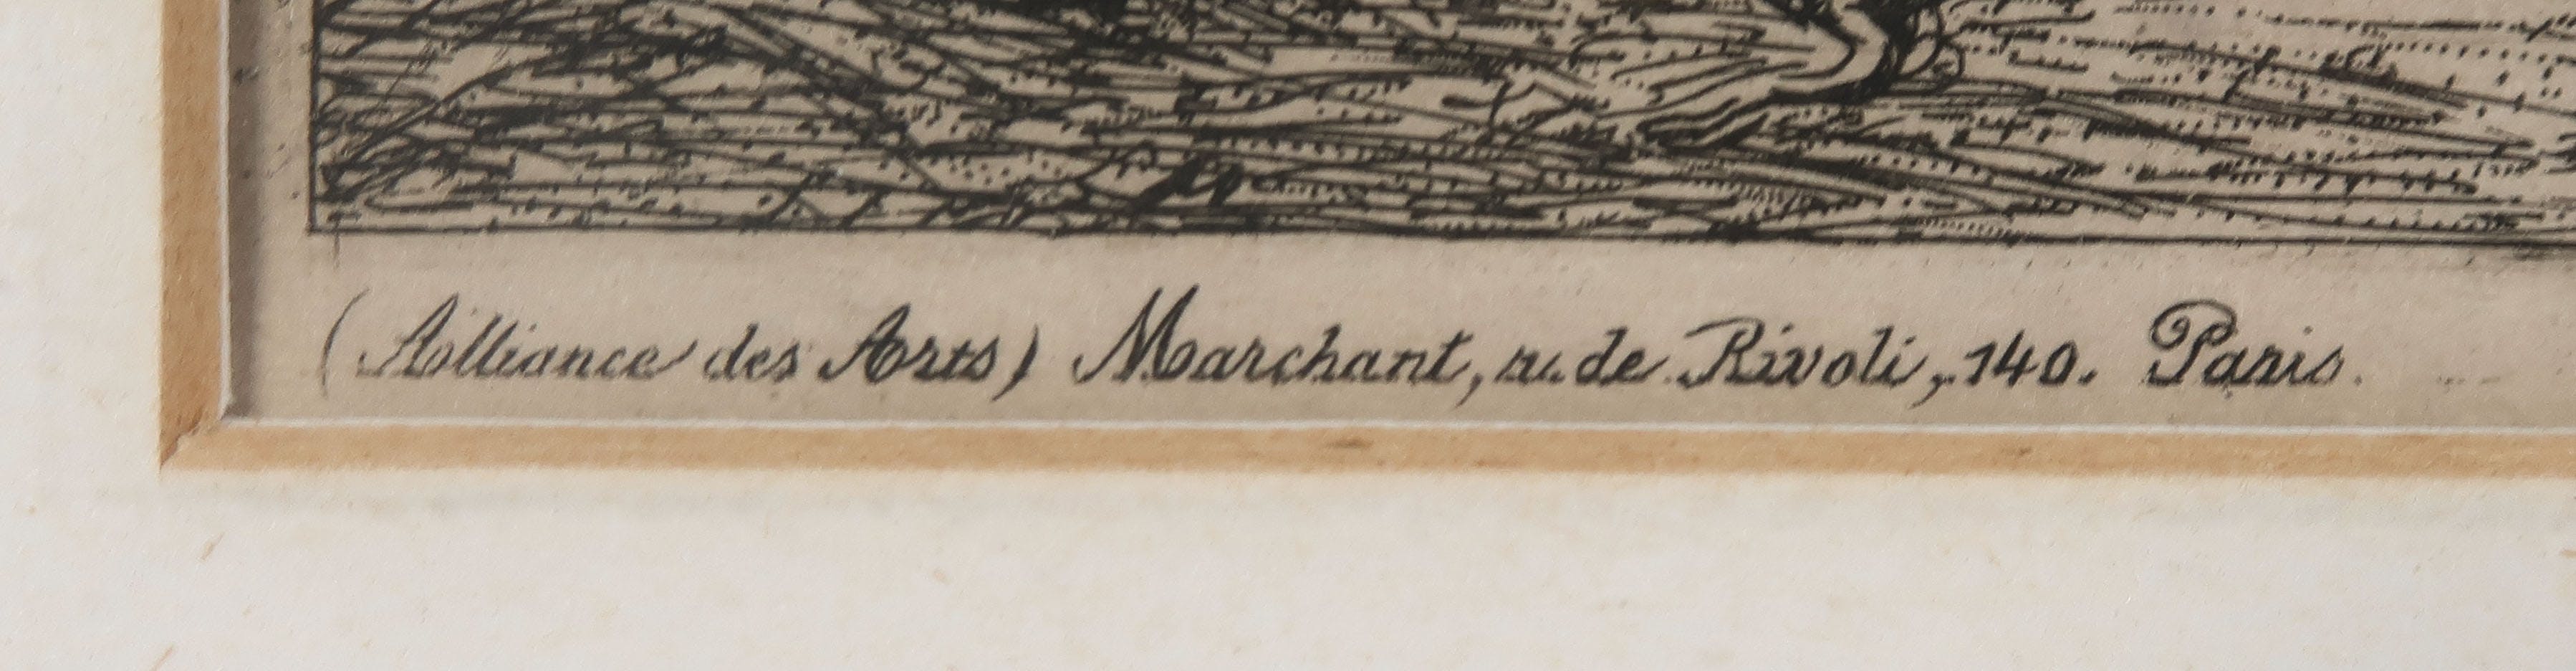 (Alliance des Arts) Marchant, r. de Rivoli, 140. Paris.